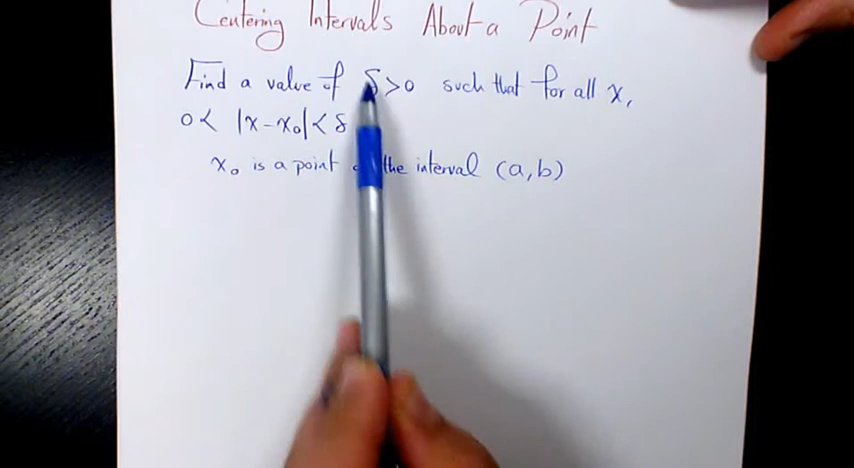 Centering Intervals About a Point
Find a value of δ>0 such that for all x,
0< |x-x₀|< δ
x₀ is a point the interval (a,b)